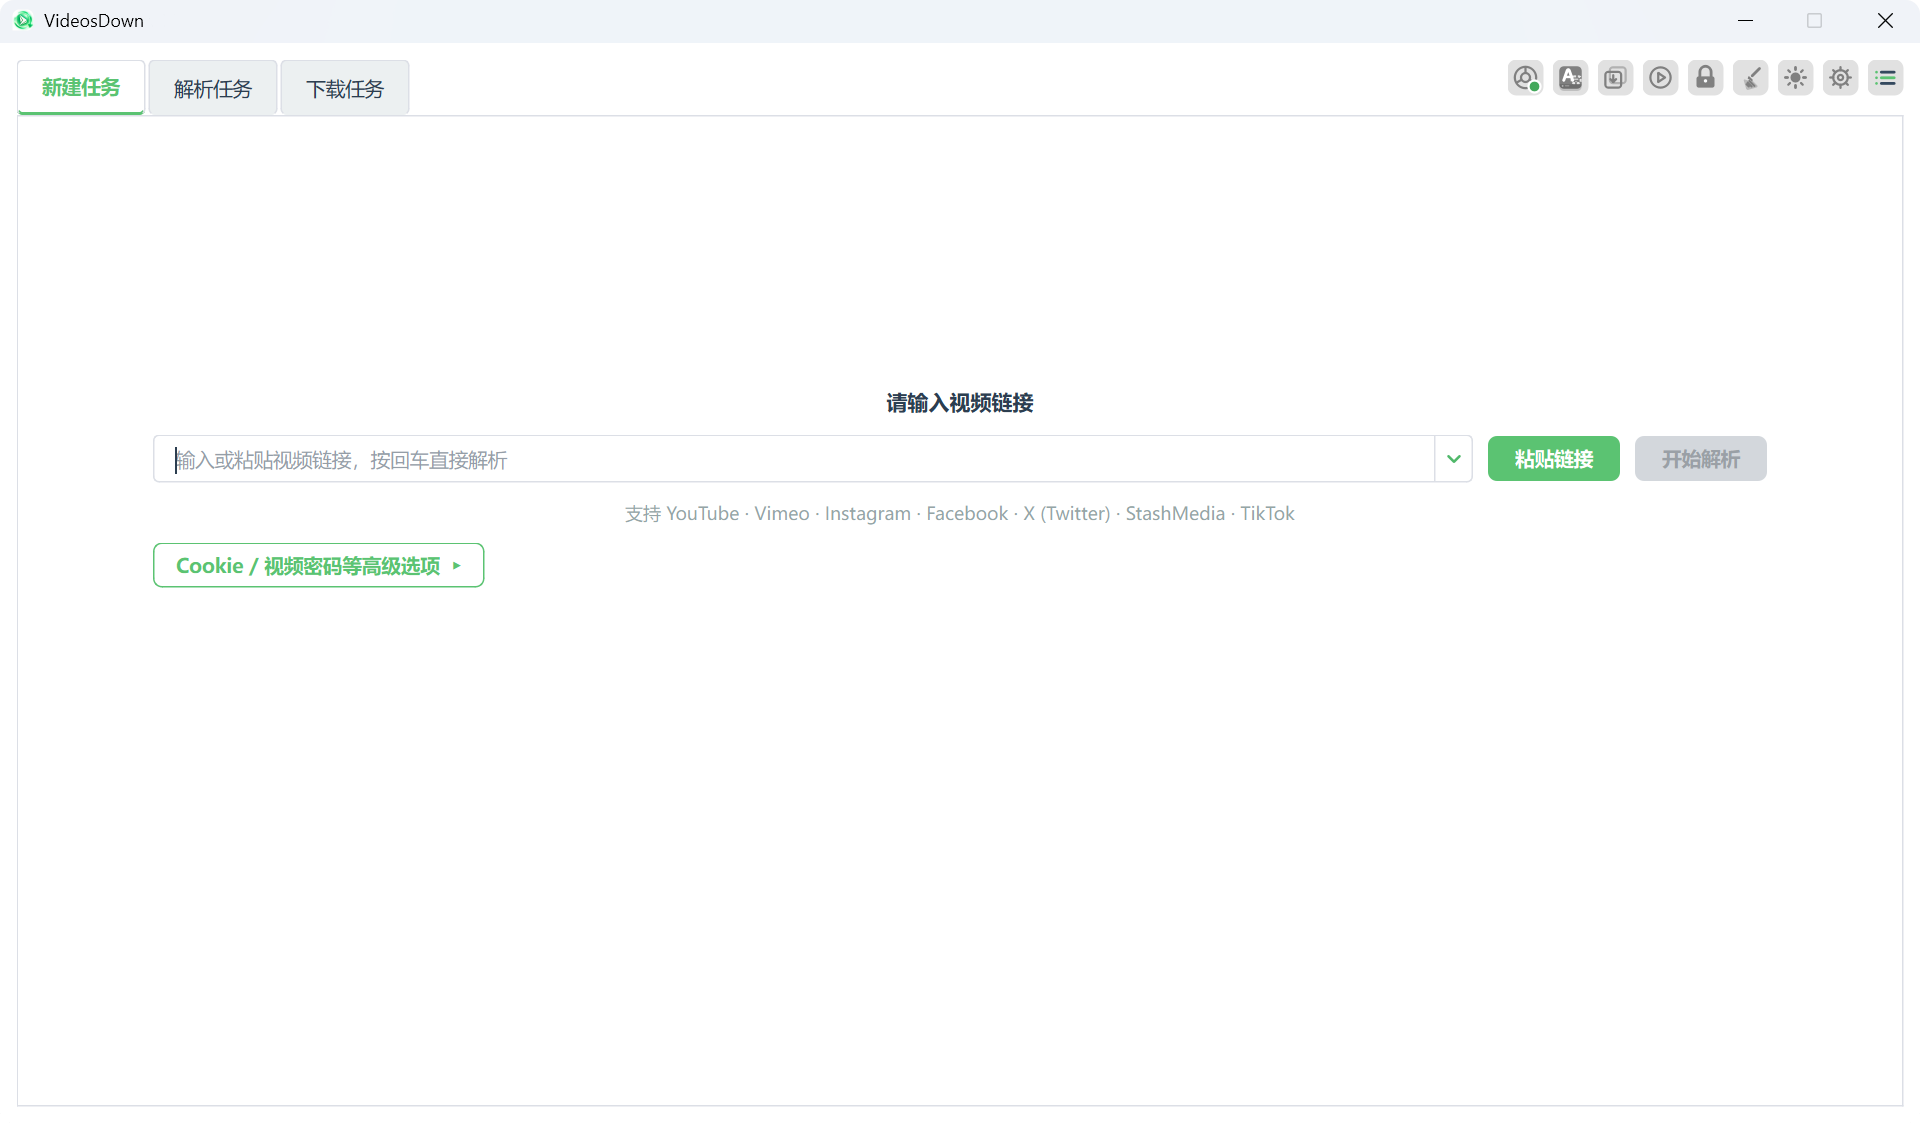 VideosDown
新建任务
解析任务
下载任务
请输入视频链接
输入或粘贴视频链接，按回车直接解析
粘贴链接
开始解析
支持 YouTube · Vimeo · Instagram · Facebook · X (Twitter) · StashMedia · TikTok
Cookie / 视频密码等高级选项